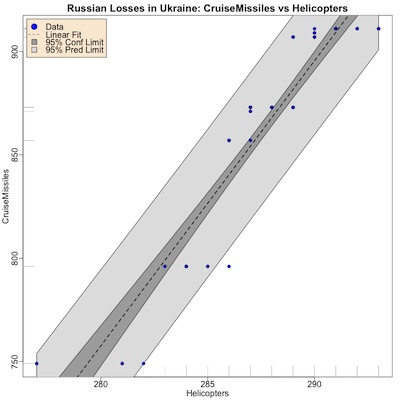 Russian Losses in Ukraine: CruiseMissiles vs Helicopters
Data
Linear Fit
95% Conf Limit
95% Pred Limit
900
850
800
750
CruiseMissiles
280 285 290
Helicopters